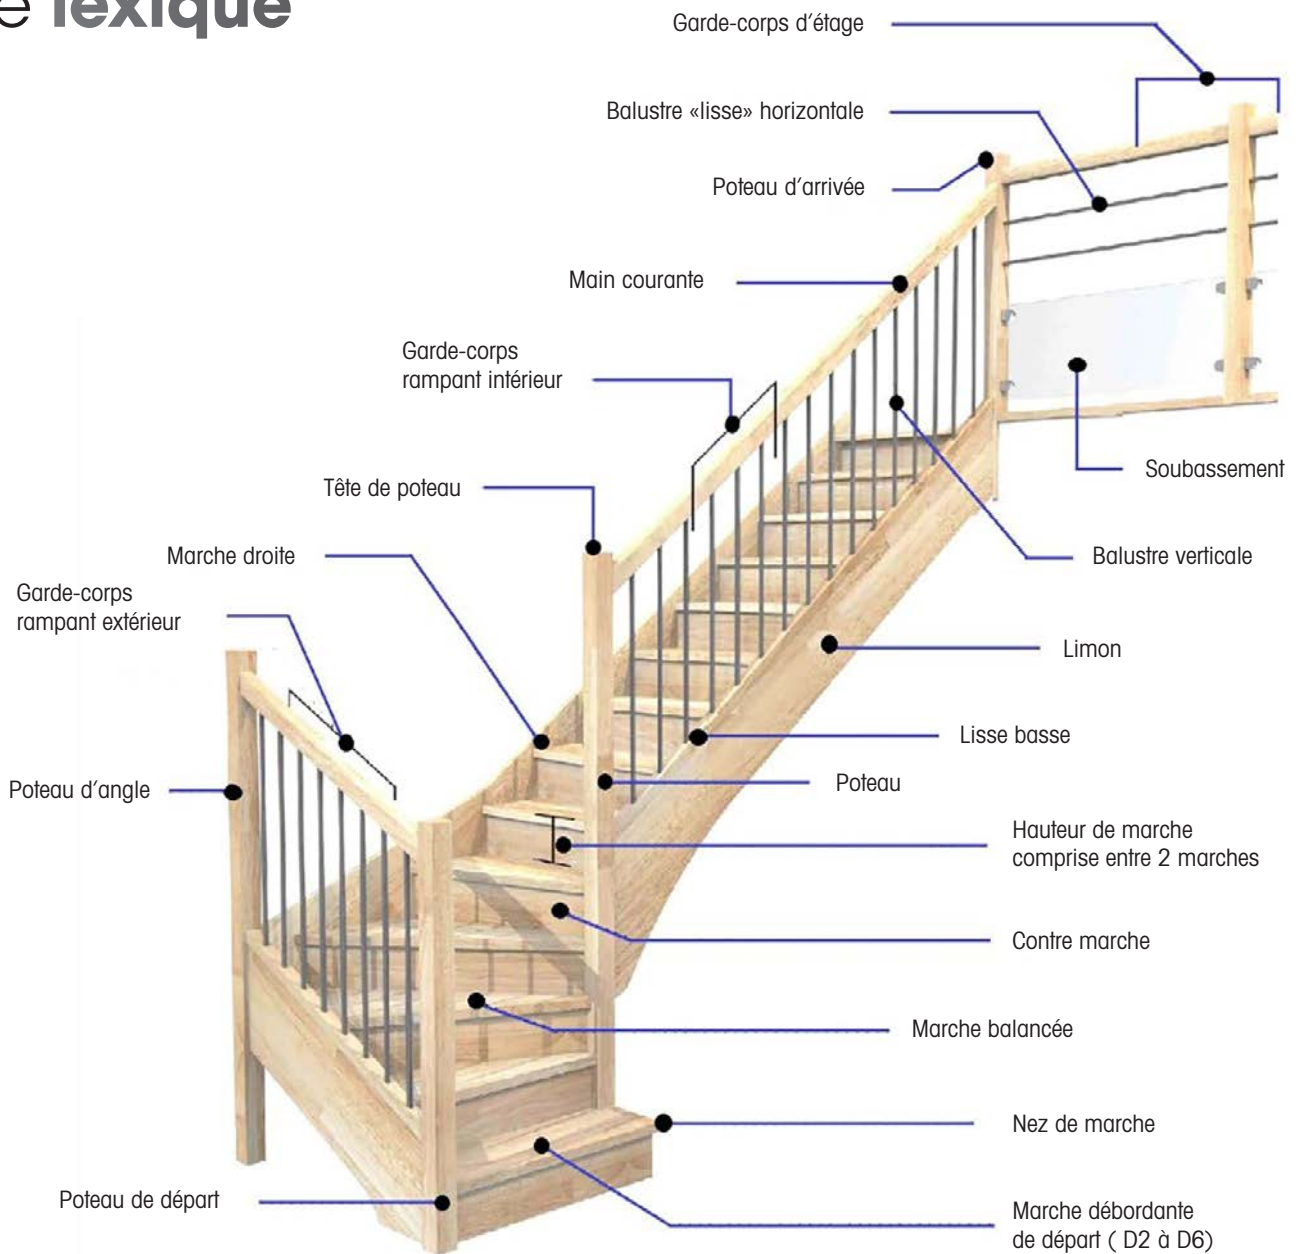 e lexique
Garde-corps d'étage
Balustre «lisse» horizontale
Poteau d'arrivée
Main courante
Garde-corps
rampant intérieur
Tête de poteau
Soubassement
Marche droite
Balustre verticale
Garde-corps
rampant extérieur
Limon
Lisse basse
Poteau d'angle
Poteau
Hauteur de marche
comprise entre 2 marches
Contre marche
Marche balancée
Nez de marche
Poteau de départ
Marche débordante
de départ ( D2 à D6)